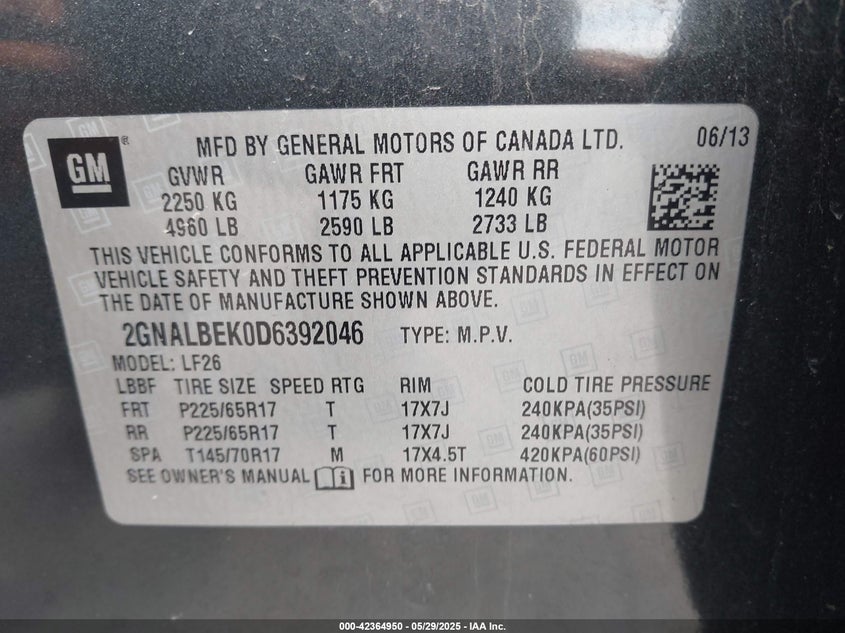 GM ® MFD BY GENERAL MOTORS OF CANADA LTD. 06/13
GVWR GAWR FRT GAWR RR
2250 KG 1175 KG 1240 KG
4960 LB 2590 LB 2733 LB
THIS VEHICLE CONFORMS TO ALL APPLICABLE U.S. FEDERAL MOTOR
VEHICLE SAFETY AND THEFT PREVENTION STANDARDS IN EFFECT ON
THE DATE OF MANUFACTURE SHOWN ABOVE.
2GNALBEK0D6392046 TYPE: M.P.V.
MODEL: LF26
LBBF TIRE SIZE SPEED RTG RIM COLD TIRE PRESSURE
FRT P225/65R17 T 17X7J 240KPA(35PSI)
RR P225/65R17 T 17X7J 240KPA(35PSI)
SPA T145/70R17 M 17X4.5T 420KPA(60PSI)
SEE OWNER'S MANUAL i FOR MORE INFORMATION.
000-42364950 - 05/29/2025 - IAA Inc.